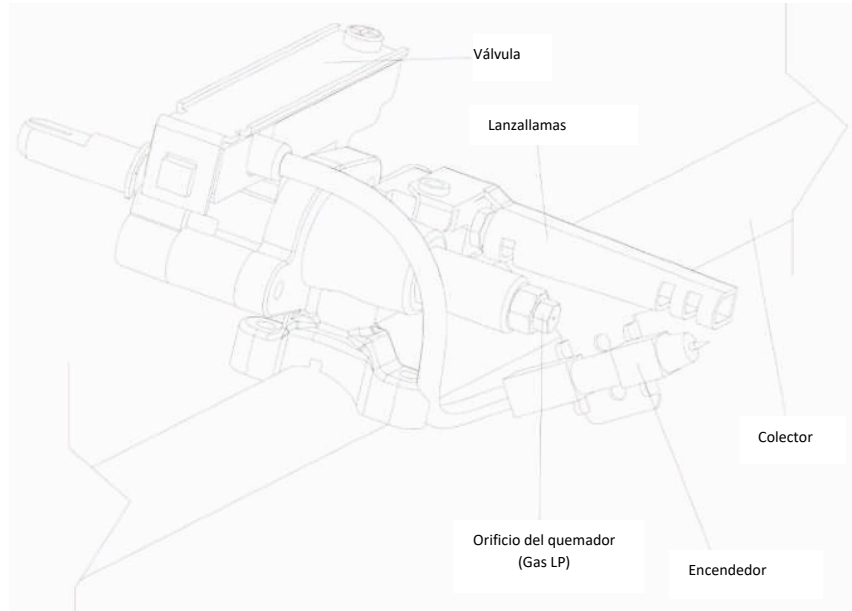 Válvula
Lanzallamas
Colector
Orificio del quemador
(Gas LP)
Encendedor